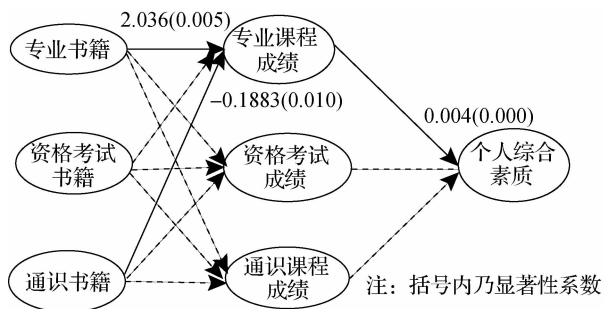 2.036(0.005)
专业书籍
专业课程
成绩
-0.1883(0.010)
0.004(0.000)
资格考试
书籍
资格考试
成绩
个人综合
素质
通识书籍
通识课程
成绩
注：括号内乃显著性系数